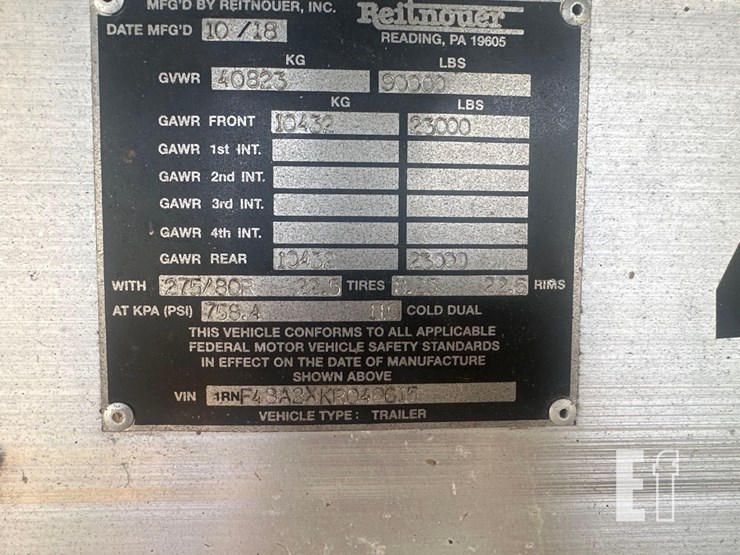 MFG'D BY REITNOUER, INC. Reitnouer
DATE MFG'D 10/18 READING, PA 19605
KG LBS
GVWR 40823 90000
KG LBS
GAWR FRONT 10432 23000
GAWR 1st INT.
GAWR 2nd INT.
GAWR 3rd INT.
GAWR 4th INT.
GAWR REAR 10432 23000
WITH 275/80R 22.5 TIRES 22.5 RIMS
AT KPA (PSI) 758.4 COLD DUAL
THIS VEHICLE CONFORMS TO ALL APPLICABLE
FEDERAL MOTOR VEHICLE SAFETY STANDARDS
IN EFFECT ON THE DATE OF MANUFACTURE
SHOWN ABOVE
VIN
VEHICLE TYPE: TRAILER
Ef